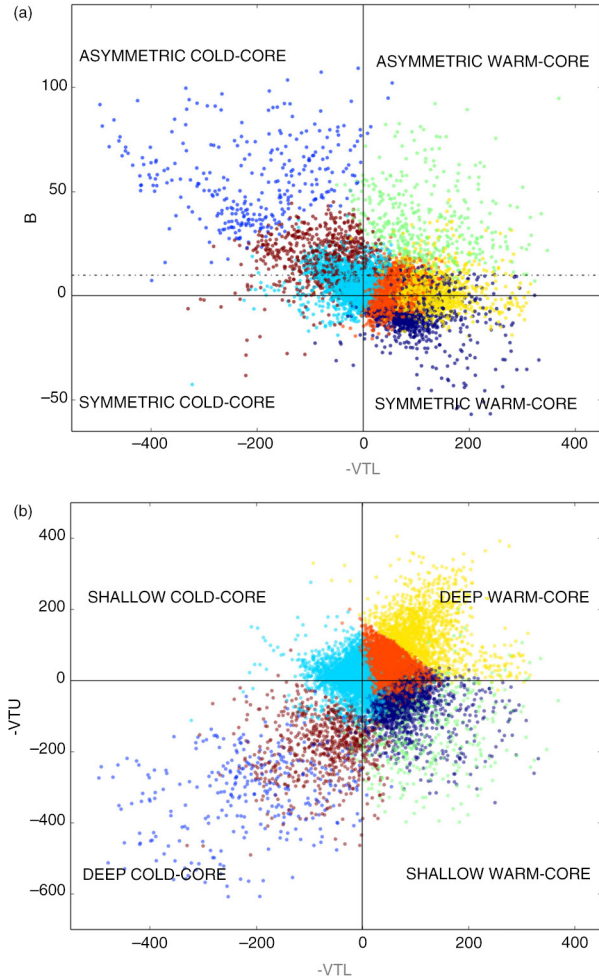 (a)
ASYMMETRIC COLD-CORE
ASYMMETRIC WARM-CORE
100
50
B
0
−50
SYMMETRIC COLD-CORE
SYMMETRIC WARM-CORE
−400
−200
0
200
400
-VTL
(b)
400
SHALLOW COLD-CORE
DEEP WARM-CORE
200
0
-VTU
−200
−400
DEEP COLD-CORE
SHALLOW WARM-CORE
−600
−400
−200
0
200
400
-VTL